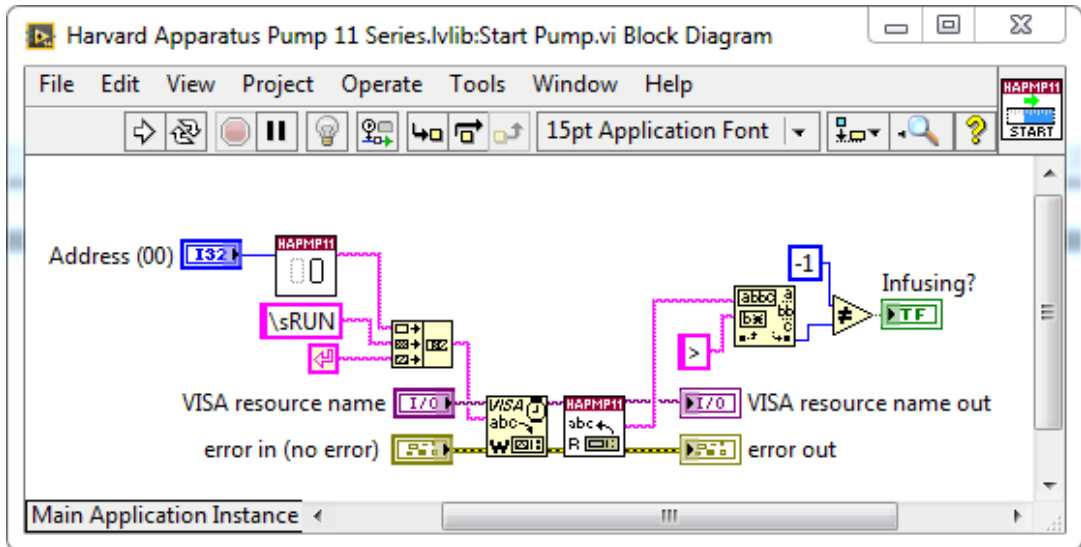 Harvard Apparatus Pump 11 Series.lvlib:Start Pump.vi Block Diagram
File Edit View Project Operate Tools Window Help
HAPMP11
START
15pt Application Font
Address (00) I32
HAPMP11
\sRUN
-1
Infusing?
TF
>
VISA resource name I/O
VISA
abc
W
HAPMP11
abc
R
I/O VISA resource name out
error in (no error)
error out
Main Application Instance